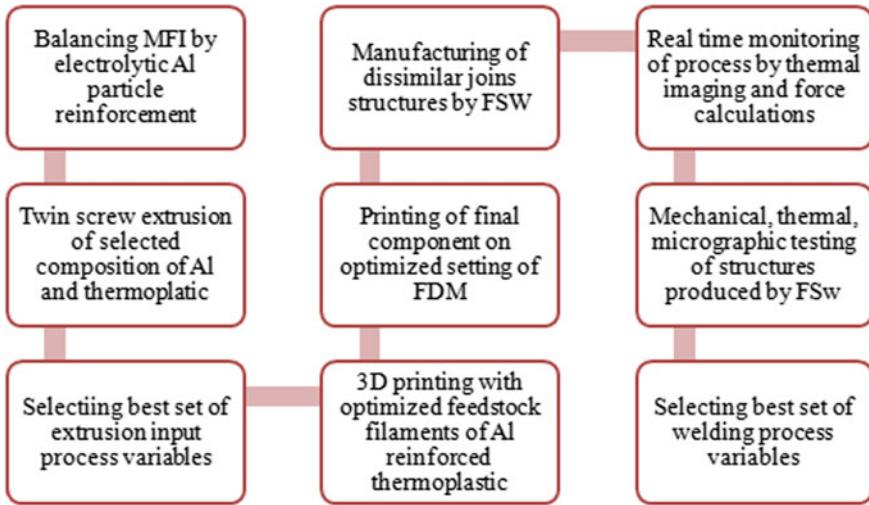 Balancing MFI by
electrolytic Al
particle
reinforcement
Twin screw extrusion
of selected
composition of Al
and thermoplatic
Selectiing best set of
extrusion input
process variables
3D printing with
optimized feedstock
filaments of Al
reinforced
thermoplastic
Printing of final
component on
optimized setting of
FDM
Manufacturing of
dissimilar joins
structures by FSW
Real time monitoring
of process by thermal
imaging and force
calculations
Mechanical, thermal,
micrographic testing
of structures
produced by FSw
Selecting best set of
welding process
variables